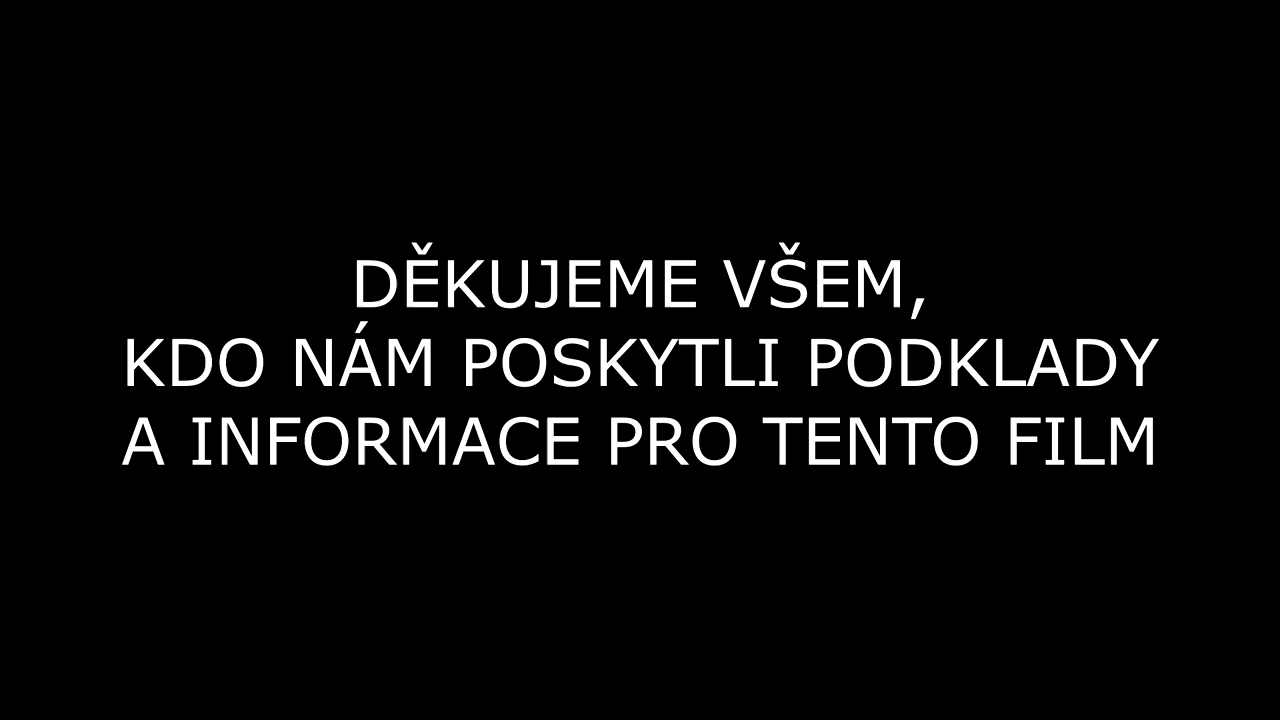 DĚKUJEME VŠEM,
KDO NÁM POSKYTLI PODKLADY
A INFORMACE PRO TENTO FILM